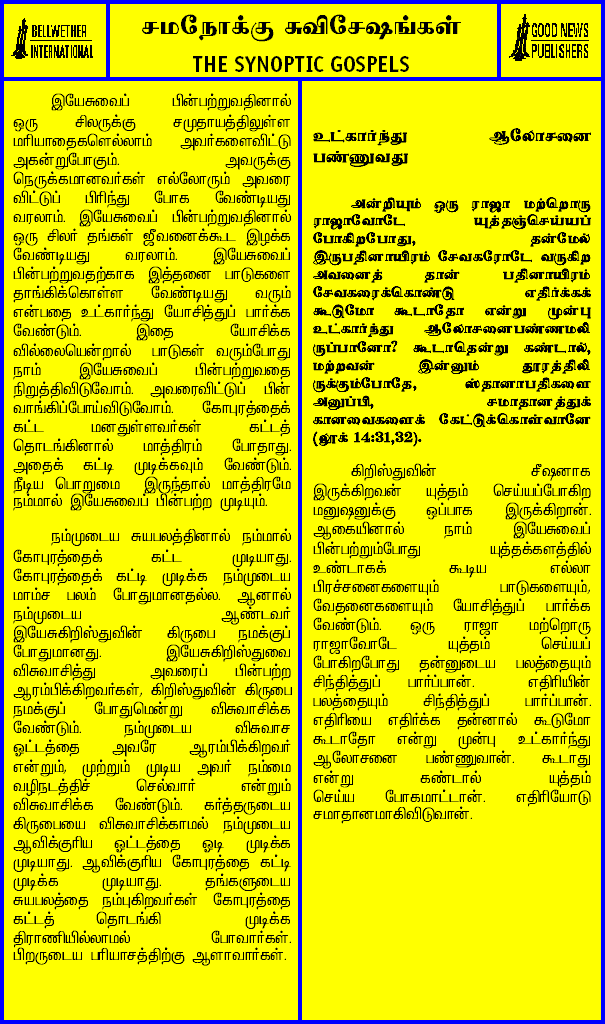 BELLWETHER
INTERNATIONAL
சமநோக்கு சுவிசேஷங்கள்
THE SYNOPTIC GOSPELS
GOOD NEWS
PUBLISHERS
இயேசுவைப் பின்பற்றுவதினால்
ஒரு சிலருக்கு சமுதாயத்திலுள்ள
மரியாதைகளெல்லாம் அவர்களைவிட்டு
அகன்றுபோகும். அவருக்கு
நெருக்கமானவர்கள் எல்லோரும் அவரை
விட்டுப் பிரிந்து போக வேண்டியது
வரலாம். இயேசுவைப் பின்பற்றுவதினால்
ஒரு சிலர் தங்கள் ஜீவனைக்கூட இழக்க
வேண்டியது வரலாம். இயேசுவைப்
பின்பற்றுவதற்காக இத்தனை பாடுகளை
தாங்கிக்கொள்ள வேண்டியது வரும்
என்பதை உட்கார்ந்து யோசித்துப் பார்க்க
வேண்டும். இதை யோசிக்க
வில்லையென்றால் பாடுகள் வரும்போது
நாம் இயேசுவைப் பின்பற்றுவதை
நிறுத்திவிடுவோம். அவரைவிட்டுப் பின்
வாங்கிப்போய்விடுவோம். கோபுரத்தைக்
கட்ட மனதுள்ளவர்கள் கட்டத்
தொடங்கினால் மாத்திரம் போதாது.
அதைக் கட்டி முடிக்கவும் வேண்டும்.
நீடிய பொறுமை இருந்தால் மாத்திரமே
நம்மால் இயேசுவைப் பின்பற்ற முடியும்.
நம்முடைய சுயபலத்தினால் நம்மால்
கோபுரத்தைக் கட்ட முடியாது.
கோபுரத்தைக் கட்டி முடிக்க நம்முடைய
மாம்ச பலம் போதுமானதல்ல. ஆனால்
நம்முடைய ஆண்டவர்
இயேசுகிறிஸ்துவின் கிருபை நமக்குப்
போதுமானது. இயேசுகிறிஸ்துவை
விசுவாசித்து அவரைப் பின்பற்ற
ஆரம்பிக்கிறவர்கள், கிறிஸ்துவின் கிருபை
நமக்குப் போதுமென்று விசுவாசிக்க
வேண்டும். நம்முடைய விசுவாச
ஓட்டத்தை அவரே ஆரம்பிக்கிறவர்
என்றும், முற்றும் முடிய அவர் நம்மை
வழிநடத்திச் செல்வார் என்றும்
விசுவாசிக்க வேண்டும். கர்த்தருடைய
கிருபையை விசுவாசிக்காமல் நம்முடைய
ஆவிக்குரிய ஓட்டத்தை ஓடி முடிக்க
முடியாது. ஆவிக்குரிய கோபுரத்தை கட்டி
முடிக்க முடியாது. தங்களுடைய
சுயபலத்தை நம்புகிறவர்கள் கோபுரத்தை
கட்டத் தொடங்கி முடிக்க
திராணியில்லாமல் போவார்கள்.
பிறருடைய பரியாசத்திற்கு ஆளாவார்கள்.
உட்கார்ந்து ஆலோசனை
பண்ணுவது
அன்றியும் ஒரு ராஜா மற்றொரு
ராஜாவோடே யுத்தஞ்செய்யப்
போகிறபோது, தன்மேல்
இருபதினாயிரம் சேவகரோடே வருகிற
அவனைத் தான் பதினாயிரம்
சேவகரைக்கொண்டு எதிர்க்கக்
கூடுமோ கூடாதோ என்று முன்பு
உட்கார்ந்து ஆலோசனைபண்ணமலி
ருப்பானோ? கூடாதென்று கண்டால்,
மற்றவன் இன்னும் தூரத்திலி
ருக்கும்போதே, ஸ்தானாபதிகளை
அனுப்பி, சமாதானத்துக்
கானவைகளைக் கேட்டுக்கொள்வானே
(லூக் 14:31,32).
கிறிஸ்துவின் சீஷனாக
இருக்கிறவன் யுத்தம் செய்யப்போகிற
மனுஷனுக்கு ஒப்பாக இருக்கிறான்.
ஆகையினால் நாம் இயேசுவைப்
பின்பற்றும்போது யுத்தக்களத்தில்
உண்டாகக் கூடிய எல்லா
பிரச்சனைகளையும் பாடுகளையும்,
வேதனைகளையும் யோசித்துப் பார்க்க
வேண்டும். ஒரு ராஜா மற்றொரு
ராஜாவோடே யுத்தம் செய்யப்
போகிறபோது தன்னுடைய பலத்தையும்
சிந்தித்துப் பார்ப்பான். எதிரியின்
பலத்தையும் சிந்தித்துப் பார்ப்பான்.
எதிரியை எதிர்க்க தன்னால் கூடுமோ
கூடாதோ என்று முன்பு உட்கார்ந்து
ஆலோசனை பண்ணுவான். கூடாது
என்று கண்டால் யுத்தம்
செய்ய போகமாட்டான். எதிரியோடு
சமாதானமாகிவிடுவான்.